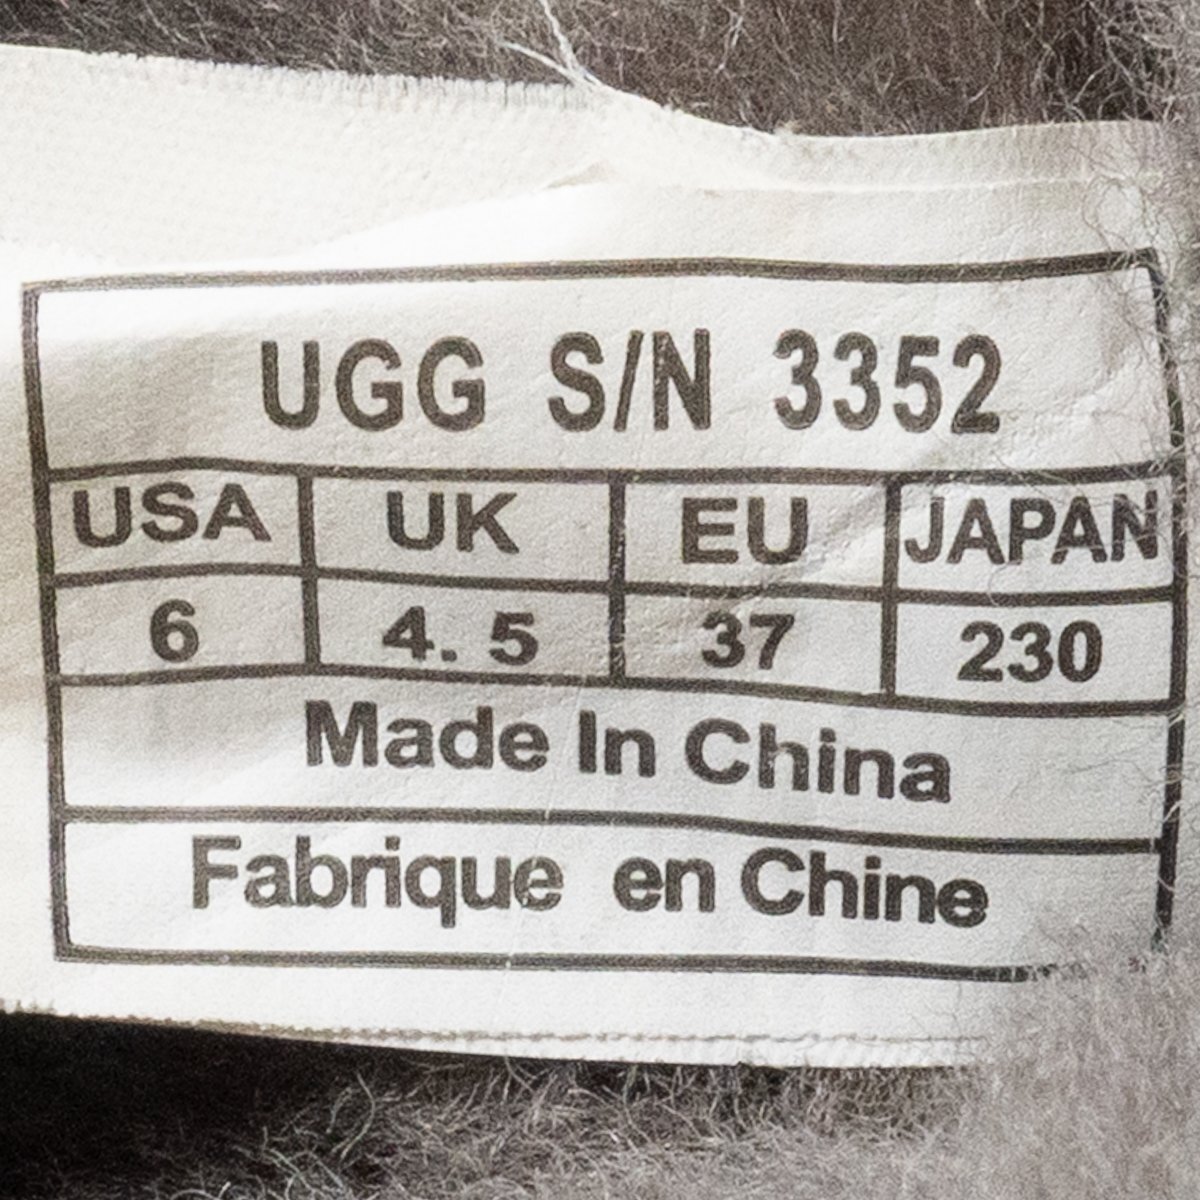 UGG S/N 3352
USA UK EU JAPAN
6 4.5 37 230
Made In China
Fabrique en Chine